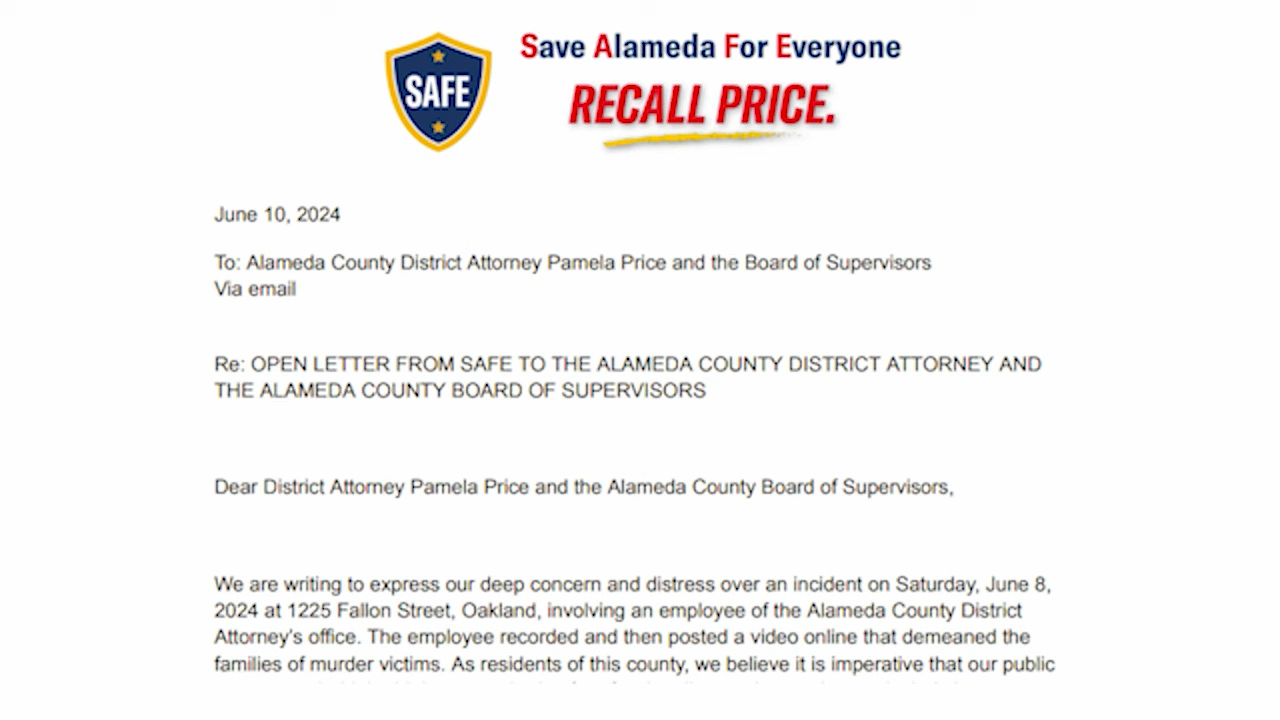 SAFE
Save Alameda For Everyone
RECALL PRICE.
June 10, 2024
To: Alameda County District Attorney Pamela Price and the Board of Supervisors
Via email
Re: OPEN LETTER FROM SAFE TO THE ALAMEDA COUNTY DISTRICT ATTORNEY AND
THE ALAMEDA COUNTY BOARD OF SUPERVISORS
Dear District Attorney Pamela Price and the Alameda County Board of Supervisors,
We are writing to express our deep concern and distress over an incident on Saturday, June 8,
2024 at 1225 Fallon Street, Oakland, involving an employee of the Alameda County District
Attorney's office. The employee recorded and then posted a video online that demeaned the
families of murder victims. As residents of this county, we believe it is imperative that our public